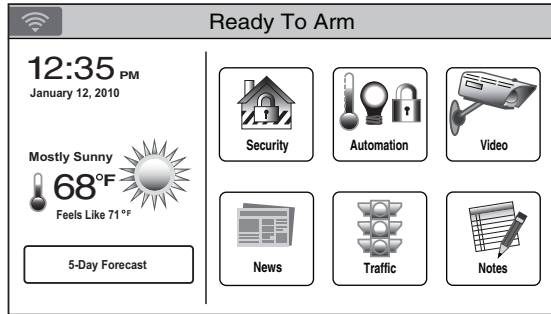 Ready To Arm
12:35 PM
January 12, 2010
Mostly Sunny
68°F
Feels Like 71°F
5-Day Forecast
Security
Automation
Video
News
Traffic
Notes